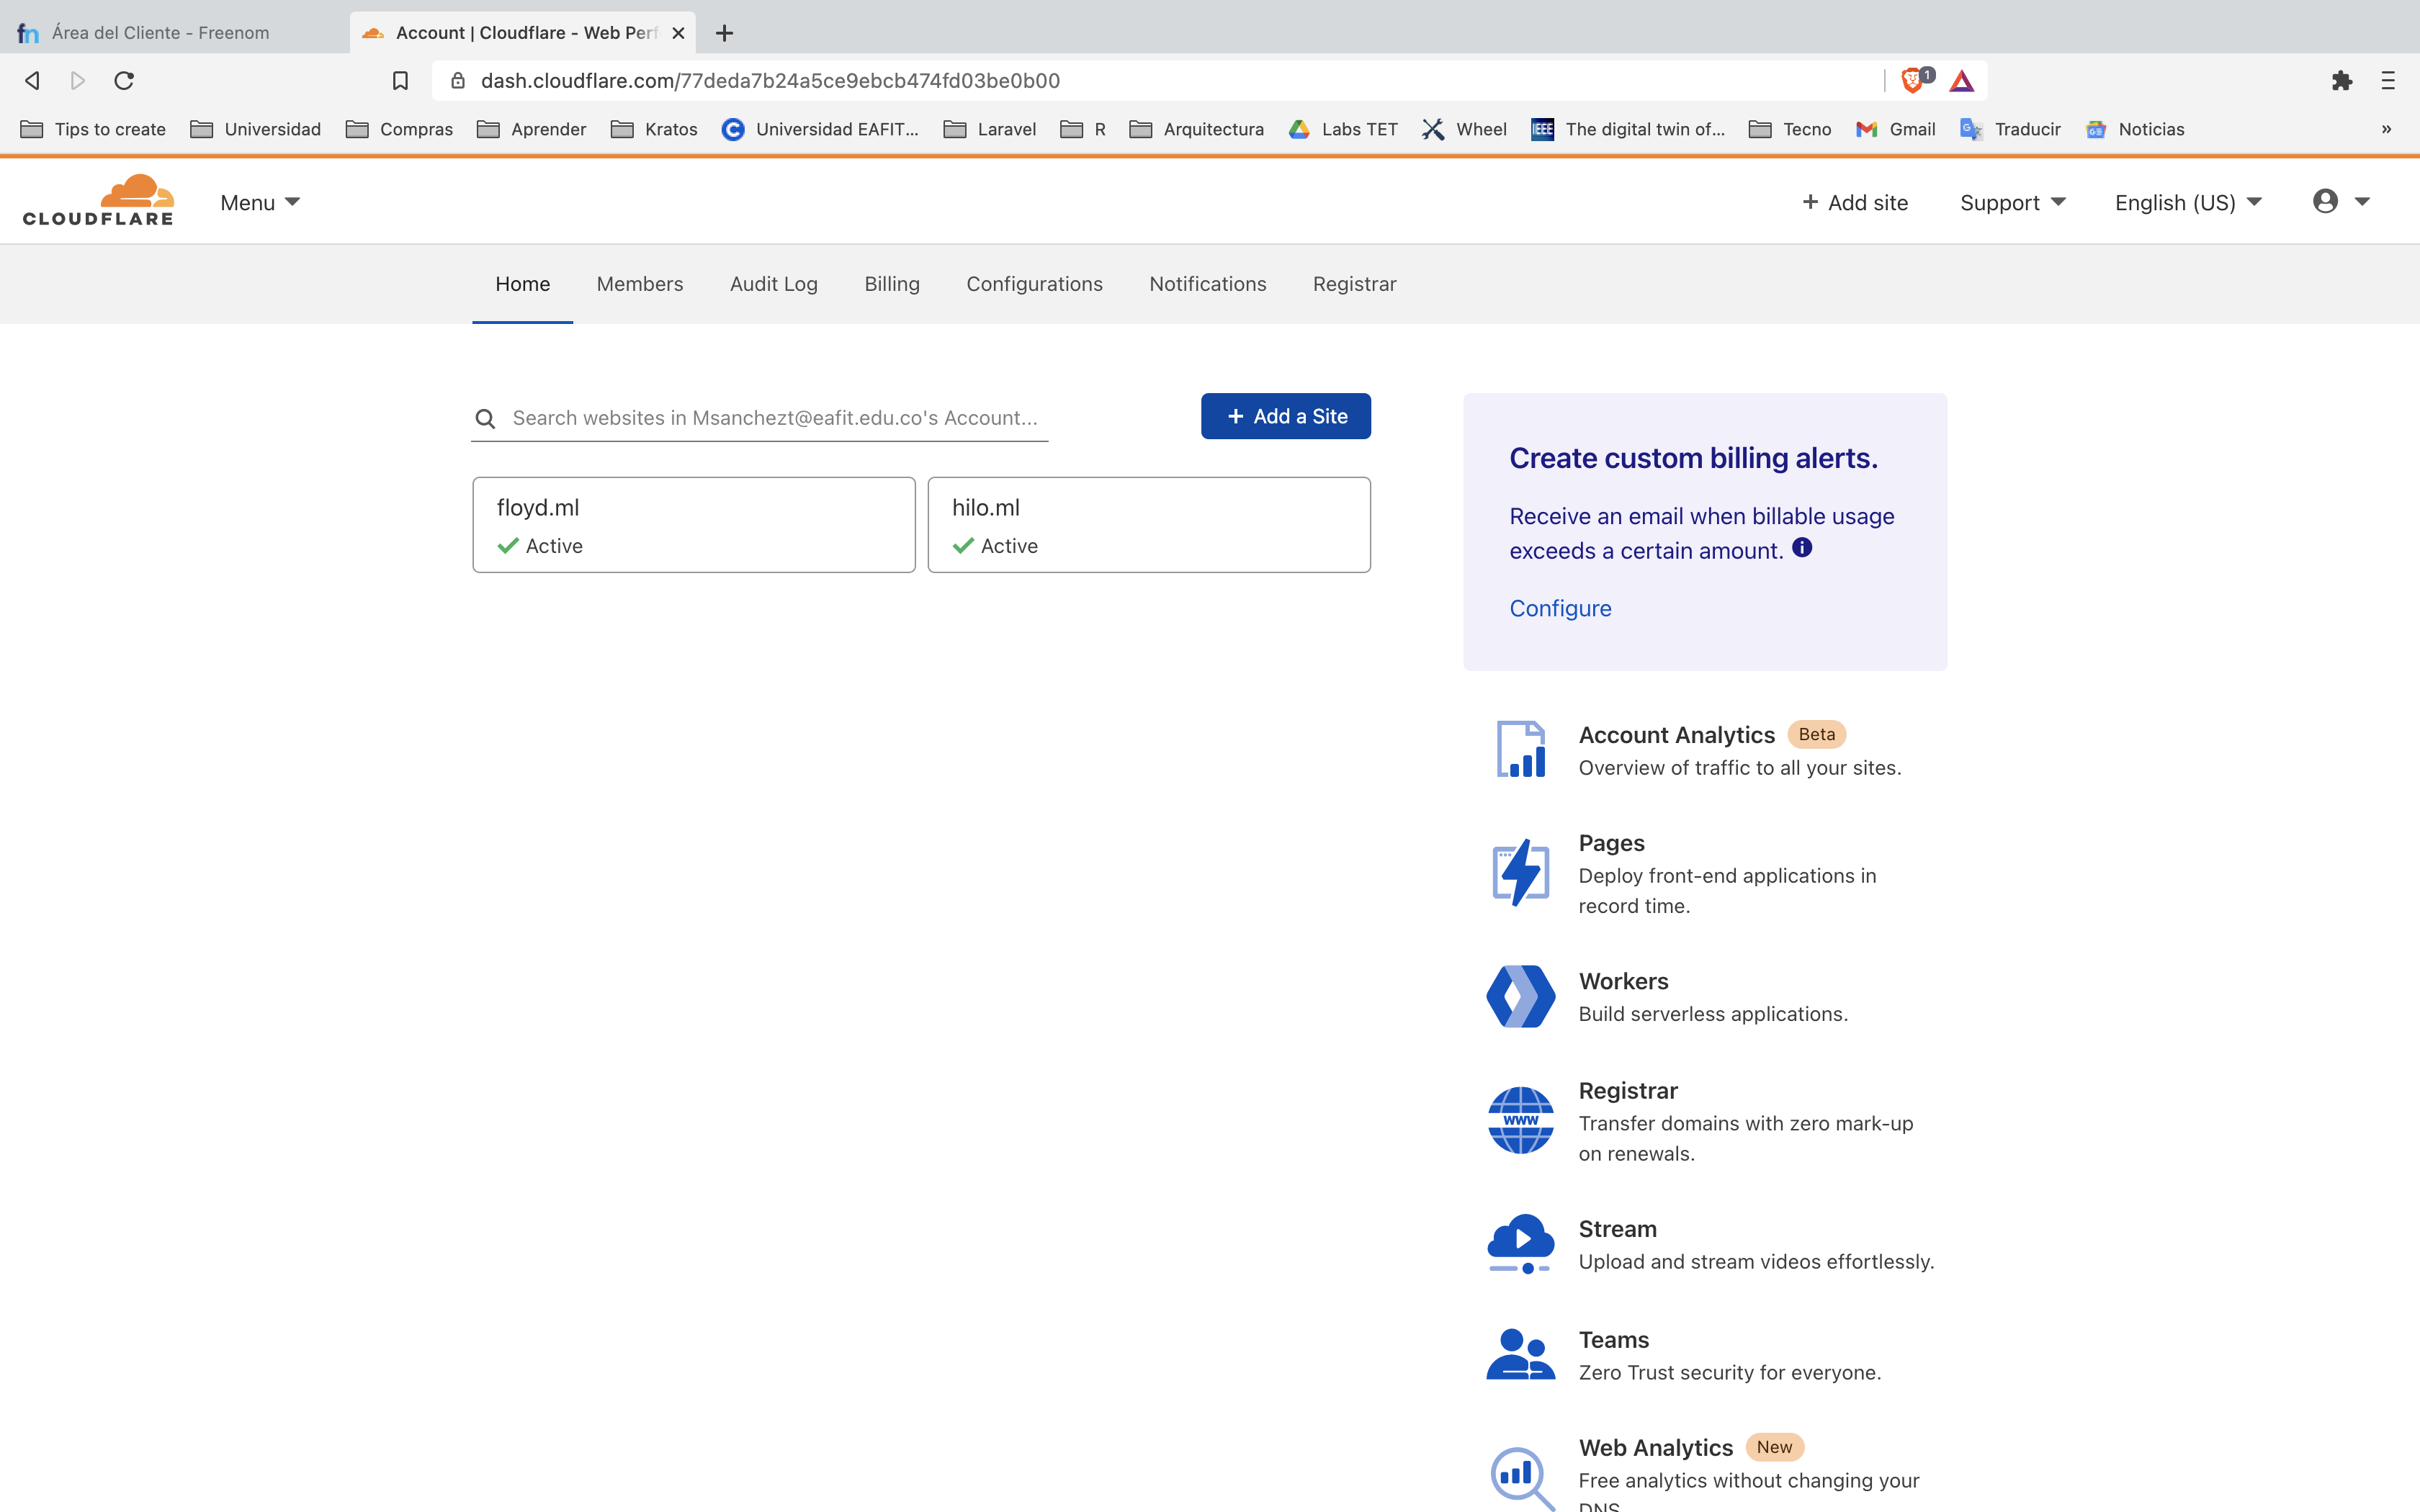 Área del Cliente - Freenom
Account | Cloudflare - Web Perf
dash.cloudflare.com/77deda7b24a5ce9ebcb474fd03be0b00
1
Tips to create Universidad Compras Aprender Kratos Universidad EAFIT... Laravel R Arquitectura Labs TET Wheel IEEE The digital twin of... Tecno Gmail Traducir Noticias »
CLOUDFLARE Menu + Add site Support English (US)
Home Members Audit Log Billing Configurations Notifications Registrar
Search websites in Msanchezt@eafit.edu.co's Account...
+ Add a Site
floyd.ml
Active
hilo.ml
Active
Create custom billing alerts.
Receive an email when billable usage
exceeds a certain amount.
Configure
Account Analytics Beta
Overview of traffic to all your sites.
Pages
Deploy front-end applications in
record time.
Workers
Build serverless applications.
www
Registrar
Transfer domains with zero mark-up
on renewals.
Stream
Upload and stream videos effortlessly.
Teams
Zero Trust security for everyone.
Web Analytics New
Free analytics without changing your
DNS